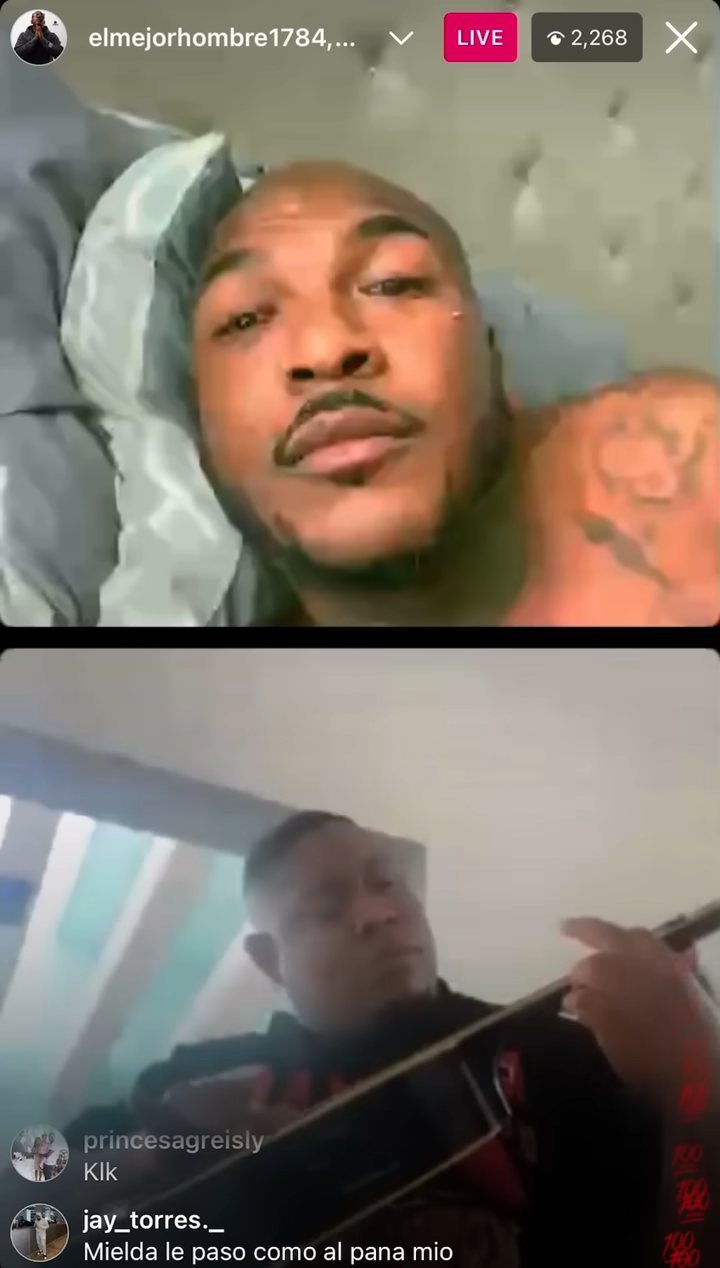 elmejorhombre1784,...
LIVE
2,268
princesagreisly
Klk
jay_torres._
Mielda le paso como al pana mio